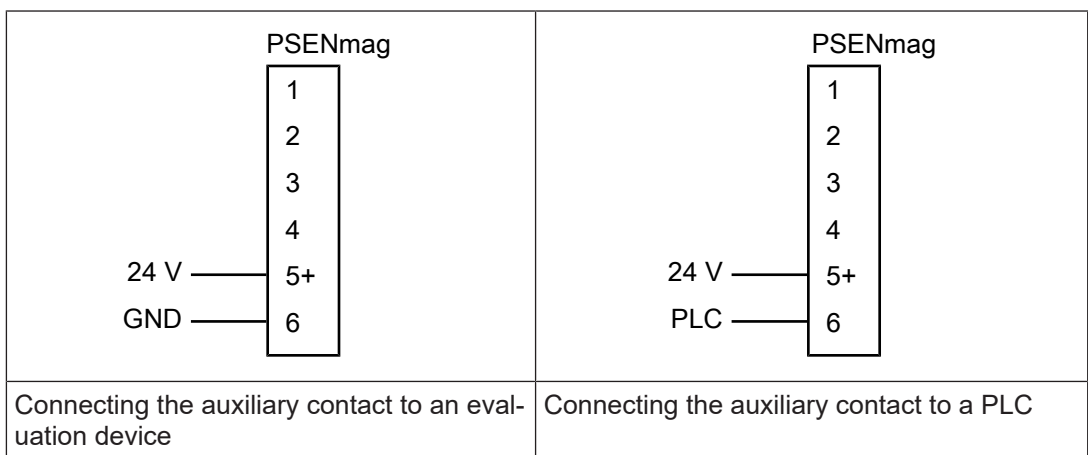 PSENmag
1
2
3
4
24 V 5+
GND 6
Connecting the auxiliary contact to an eval-
uation device
PSENmag
1
2
3
4
24 V 5+
PLC 6
Connecting the auxiliary contact to a PLC